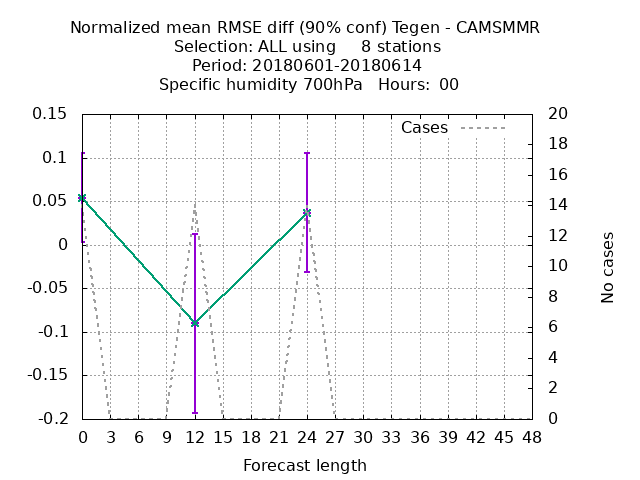 Normalized mean RMSE diff (90% conf) Tegen - CAMSMMR
Selection: ALL using 8 stations
Period: 20180601-20180614
Specific humidity 700hPa Hours: 00
0.15
0.1
0.05
0
-0.05
-0.1
-0.15
-0.2
Cases
20
18
16
14
12
10
8
6
4
2
0
No cases
0 3 6 9 12 15 18 21 24 27 30 33 36 39 42 45 48
Forecast length